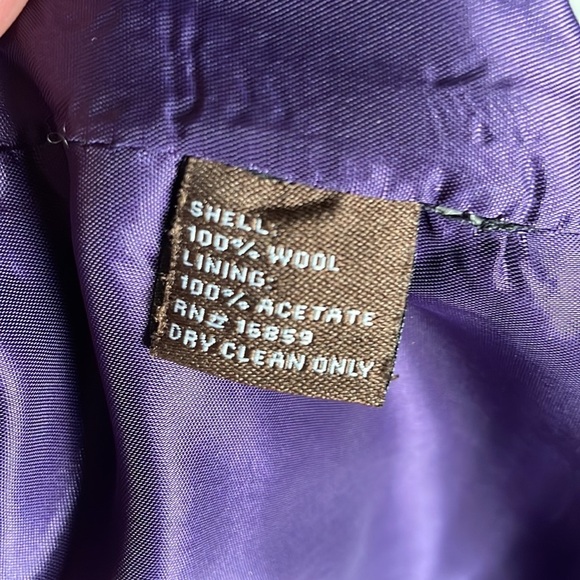 SHELL:
100% WOOL
LINING:
100% ACETATE
RN# 15859
DRY CLEAN ONLY